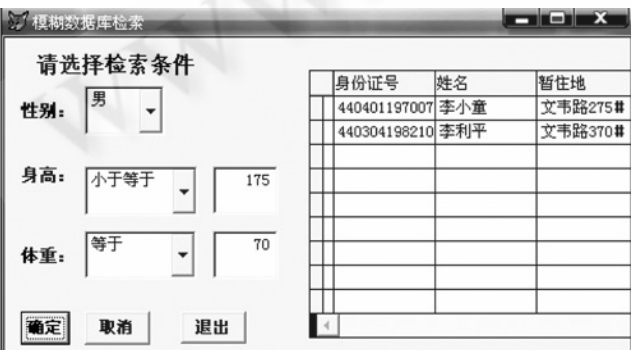 模糊数据库检索
请选择检索条件
性别： 男
身高： 小于等于 175
体重： 等于 70
确定 取消 退出
身份证号 姓名 暂住地
440401197007 李小童 文韦路275#
440304198210 李利平 文韦路370#